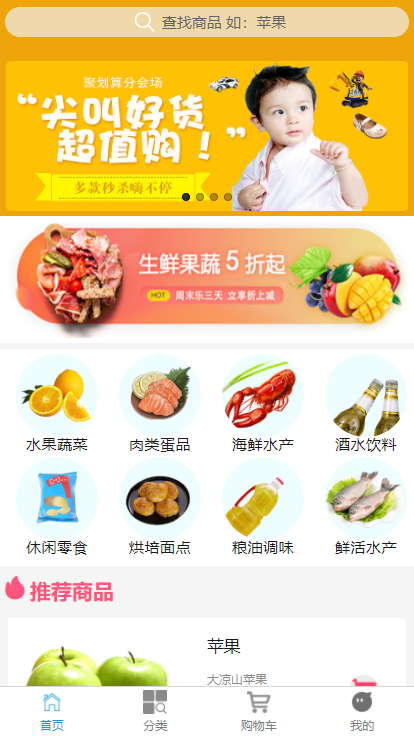 查找商品 如：苹果
聚划算分会场
“尖叫好货
超值购！”
多款秒杀嗨不停
生鲜果蔬 5 折起
HOT 周末乐三天 立享折上减
水果蔬菜 肉类蛋品 海鲜水产 酒水饮料
休闲零食 烘培面点 粮油调味 鲜活水产
推荐商品
苹果
大凉山苹果
首页 分类 购物车 我的